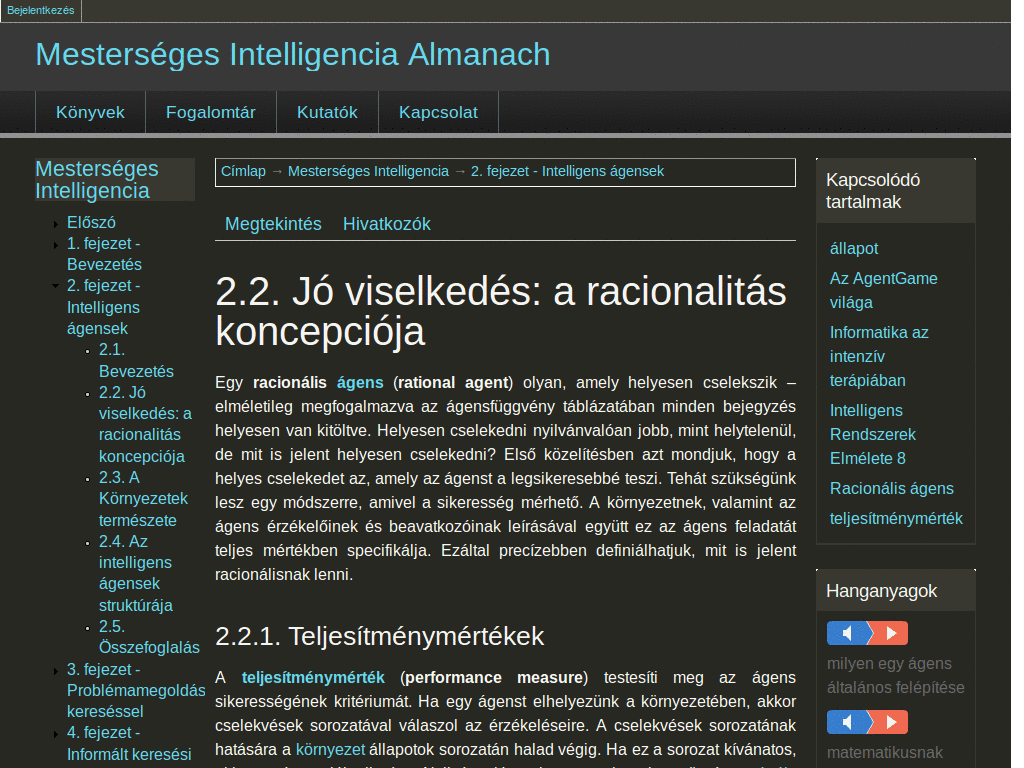 Bejelentkezés
Mesterséges Intelligencia Almanach
Könyvek
Fogalomtár
Kutatók
Kapcsolat
Mesterséges
Intelligencia
Előszó
1. fejezet -
Bevezetés
2. fejezet -
Intelligens
ágensek
2.1.
Bevezetés
2.2. Jó
viselkedés: a
racionalitás
koncepciója
2.3. A
Környezetek
természete
2.4. Az
intelligens
ágensek
struktúrája
2.5.
Összefoglalás
3. fejezet -
Problémamegoldás
kereséssel
4. fejezet -
Informált keresési
Címlap → Mesterséges Intelligencia → 2. fejezet - Intelligens ágensek
Megtekintés
Hivatkozók
2.2. Jó viselkedés: a racionalitás
koncepciója
Egy racionális ágens (rational agent) olyan, amely helyesen cselekszik –
elméletileg megfogalmazva az ágensfüggvény táblázatában minden bejegyzés
helyesen van kitöltve. Helyesen cselekedni nyilvánvalóan jobb, mint helytelenül,
de mit is jelent helyesen cselekedni? Első közelítésben azt mondjuk, hogy a
helyes cselekedet az, amely az ágenst a legsikeresebbé teszi. Tehát szükségünk
lesz egy módszerre, amivel a sikeresség mérhető. A környezetnek, valamint az
ágens érzékelőinek és beavatkozóinak leírásával együtt ez az ágens feladatát
teljes mértékben specifikálja. Ezáltal precízebben definiálhatjuk, mit is jelent
racionálisnak lenni.
2.2.1. Teljesítménymértékek
A teljesítménymérték (performance measure) testesíti meg az ágens
sikerességének kritériumát. Ha egy ágenst elhelyezünk a környezetében, akkor
cselekvések sorozatával válaszol az érzékeléseire. A cselekvések sorozatának
hatására a környezet állapotok sorozatán halad végig. Ha ez a sorozat kívánatos,
Kapcsolódó
tartalmak
állapot
Az AgentGame
világa
Informatika az
intenzív
terápiában
Intelligens
Rendszerek
Elmélete 8
Racionális ágens
teljesítménymérték
Hanganyagok
milyen egy ágens
általános felépítése
matematikusnak